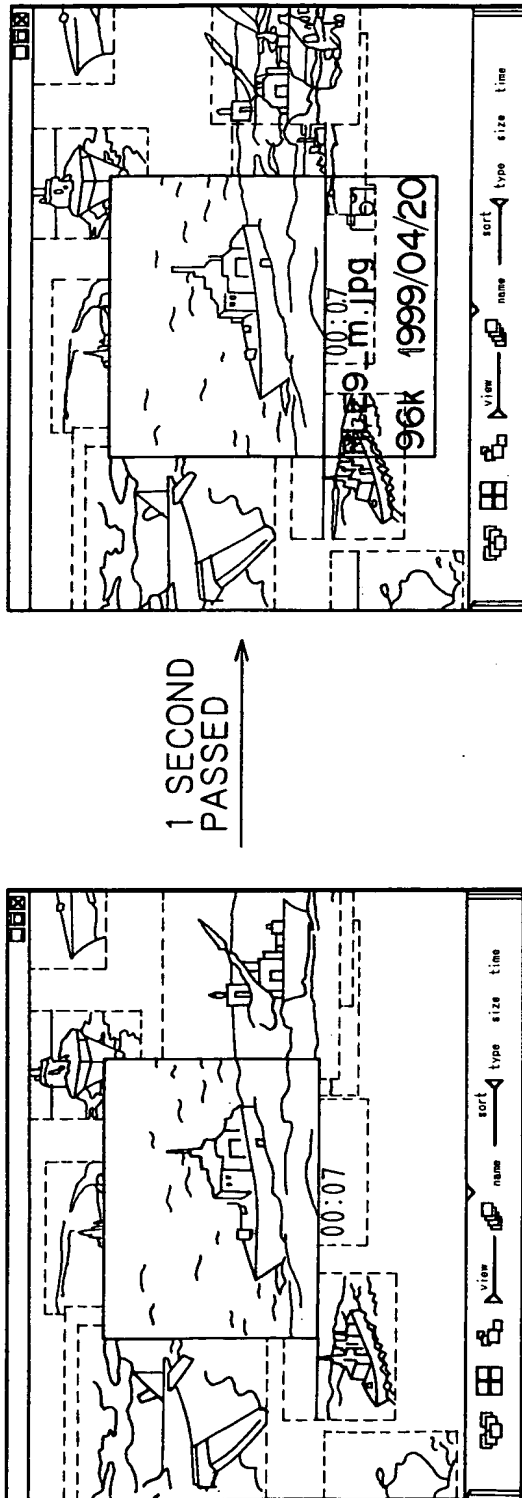 00:07
view name sort type size time
1 SECOND
PASSED
00:07
m.jpg
96k 1999/04/20
view name sort type size time